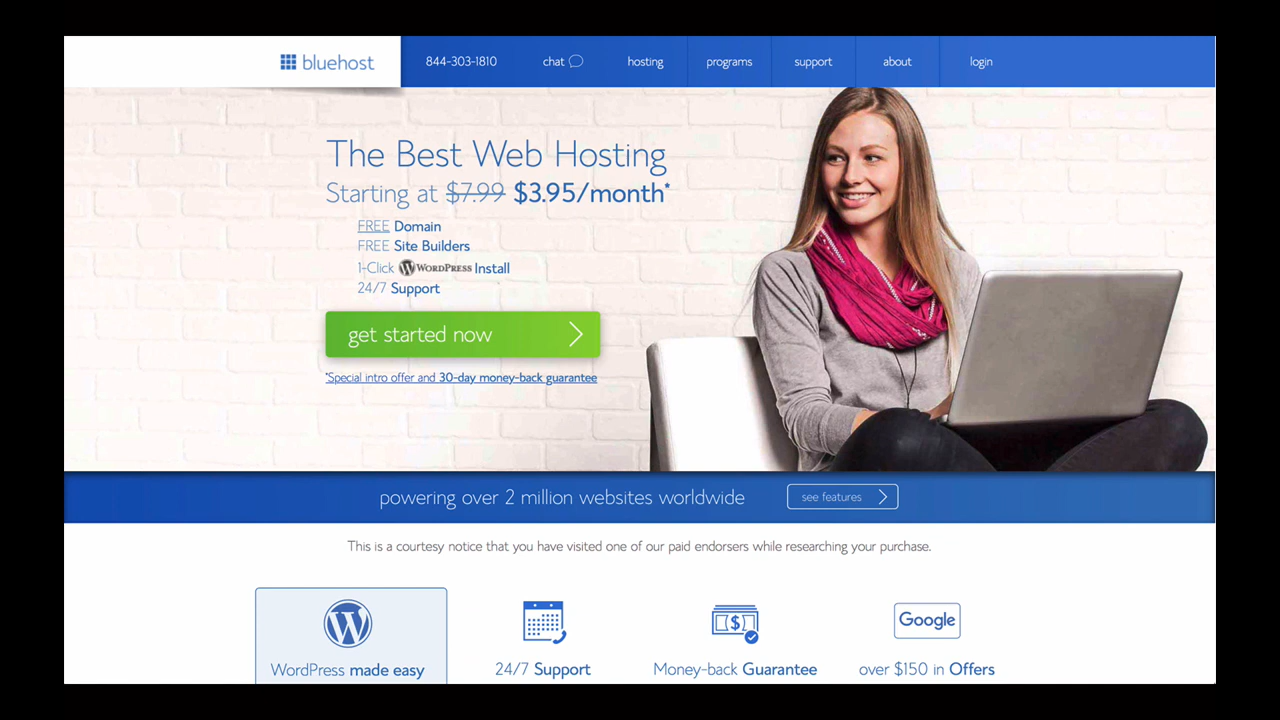 bluehost
844-303-1810
chat
hosting
programs
support
about
login
The Best Web Hosting
Starting at $7.99 $3.95/month*
FREE Domain
FREE Site Builders
1-Click WORDPRESS Install
24/7 Support
get started now
*Special intro offer and 30-day money-back guarantee
powering over 2 million websites worldwide
see features
This is a courtesy notice that you have visited one of our paid endorsers while researching your purchase.
W
$
Google
WordPress made easy
24/7 Support
Money-back Guarantee
over $150 in Offers